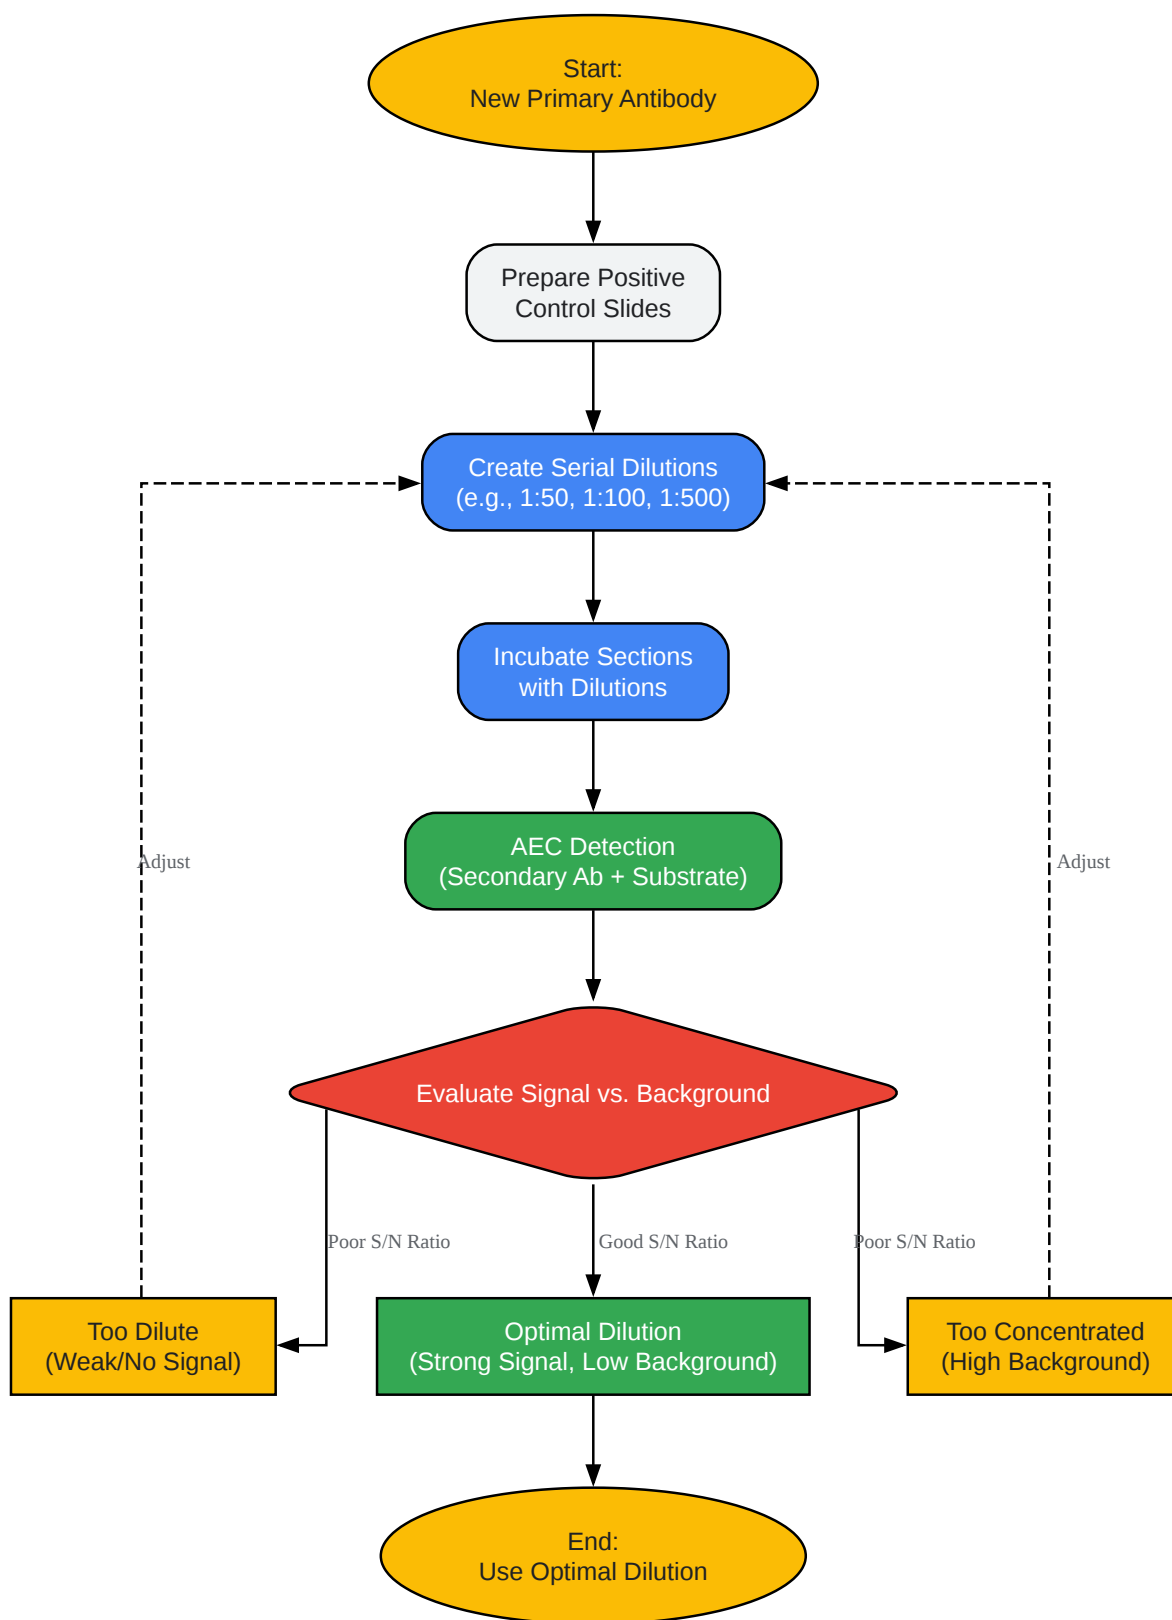 Start:
New Primary Antibody
Prepare Positive
Control Slides
Create Serial Dilutions
(e.g., 1:50, 1:100, 1:500)
Incubate Sections
with Dilutions
AEC Detection
(Secondary Ab + Substrate)
Adjust
Adjust
Evaluate Signal vs. Background
Poor S/N Ratio
Good S/N Ratio
Poor S/N Ratio
Too Dilute
(Weak/No Signal)
Optimal Dilution
(Strong Signal, Low Background)
Too Concentrated
(High Background)
End:
Use Optimal Dilution